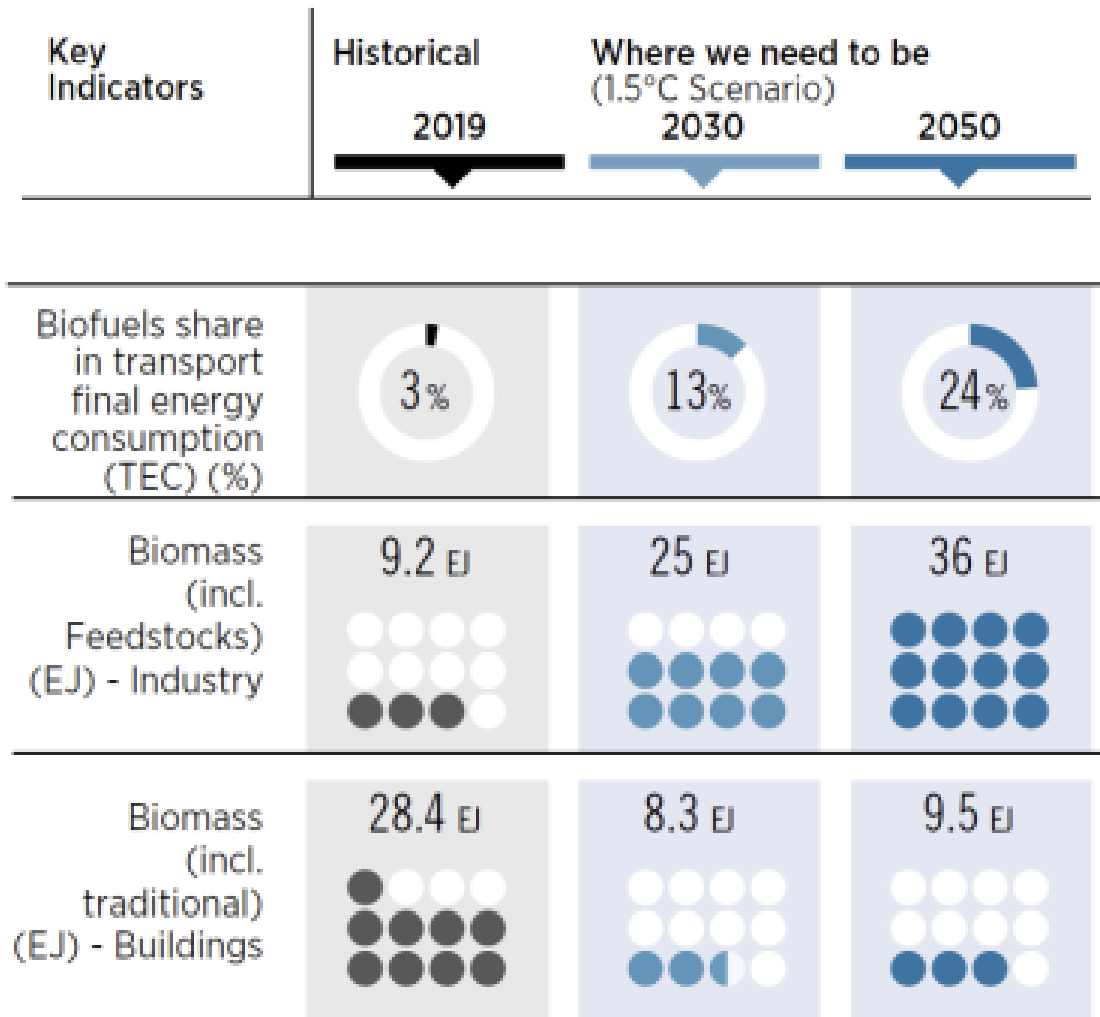 Key
Indicators
Historical
Where we need to be
(1.5°C Scenario)
2019
2030
2050
Biofuels share
in transport
final energy
consumption
(TEC) (%)
3%
13%
24%
Biomass
(incl.
Feedstocks)
(EJ) - Industry
9.2 EJ
25 EJ
36 EJ
Biomass
(incl.
traditional)
(EJ) - Buildings
28.4 EJ
8.3 EJ
9.5 EJ